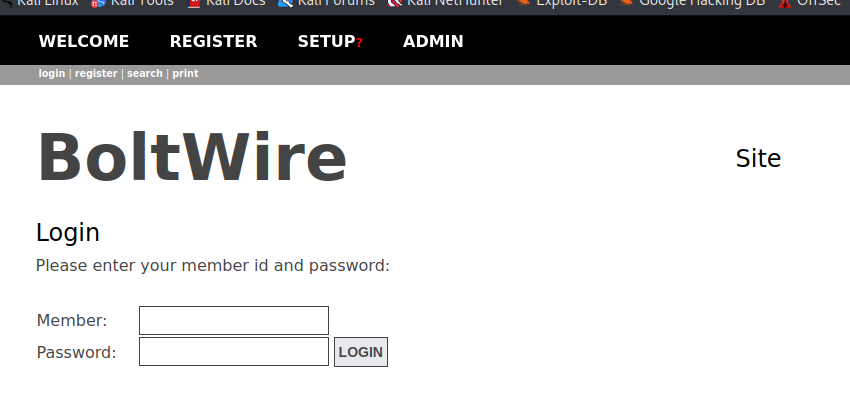 Kali Linux Kali Tools Kali Docs Kali Forums Kali NetHunter Exploit-DB Google Hacking DB OffSec
WELCOME REGISTER SETUP? ADMIN
login | register | search | print
BoltWire Site
Login
Please enter your member id and password:
Member:
Password: LOGIN